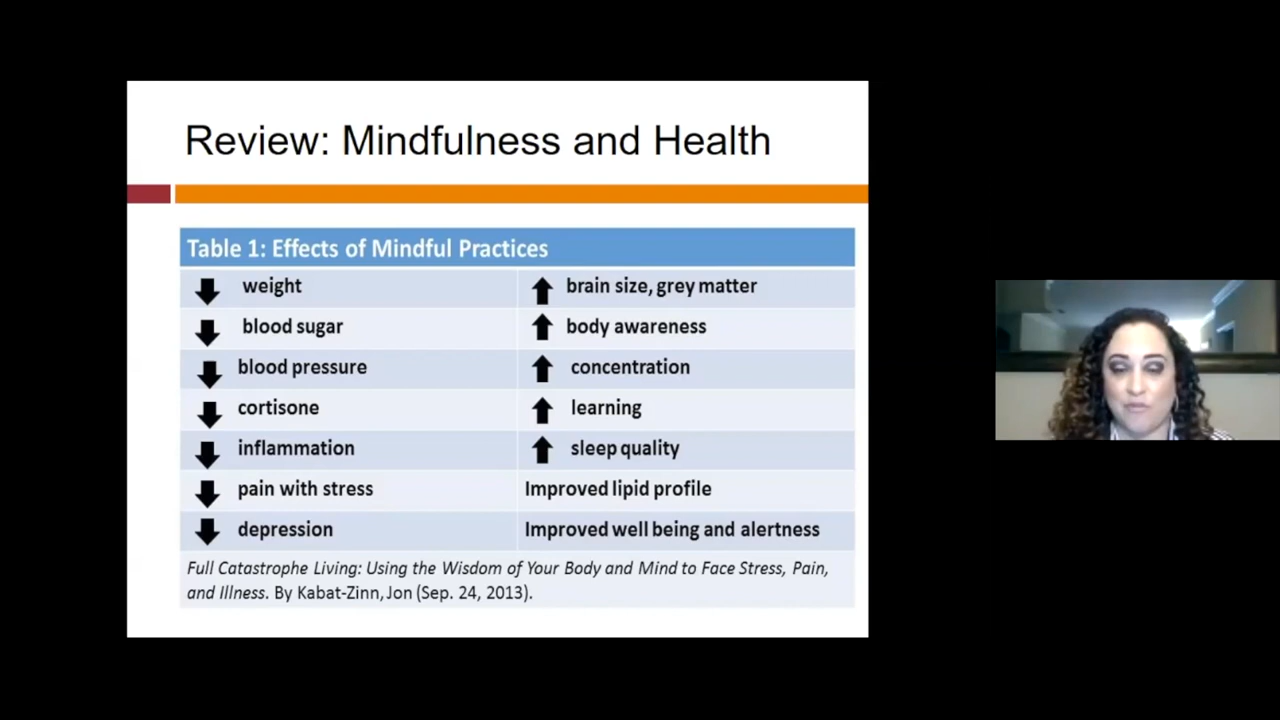 Review: Mindfulness and Health
Table 1: Effects of Mindful Practices
weight
brain size, grey matter
blood sugar
body awareness
blood pressure
concentration
cortisone
learning
inflammation
sleep quality
pain with stress
Improved lipid profile
depression
Improved well being and alertness
Full Catastrophe Living: Using the Wisdom of Your Body and Mind to Face Stress, Pain,
and Illness. By Kabat-Zinn, Jon (Sep. 24, 2013).